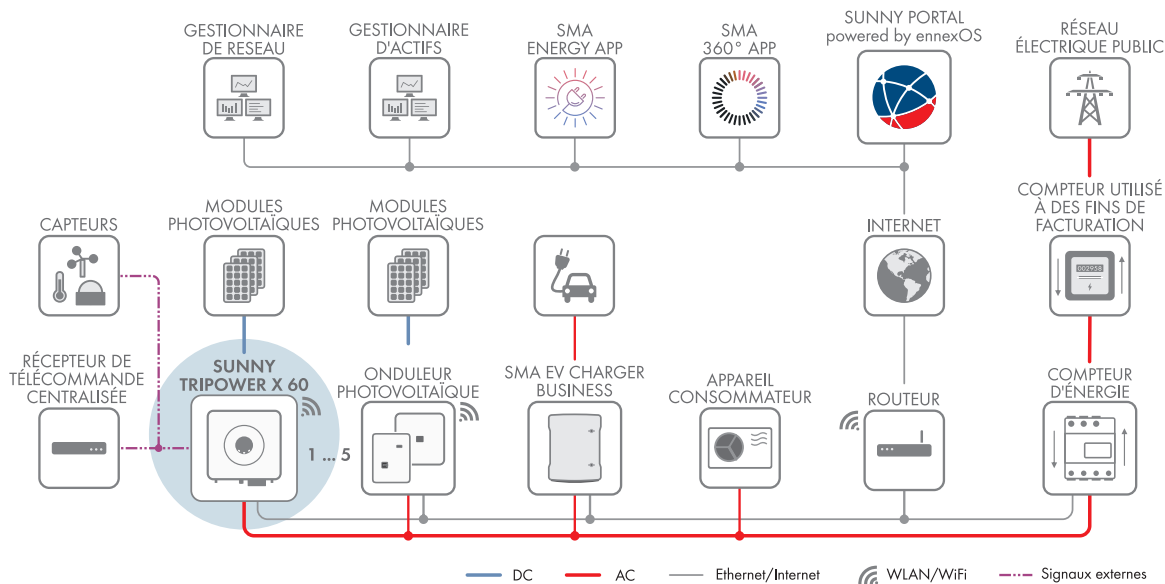 GESTIONNAIRE
DE RESEAU
GESTIONNAIRE
D'ACTIFS
SMA
ENERGY APP
SMA
360° APP
SUNNY PORTAL
powered by ennexOS
RÉSEAU
ÉLECTRIQUE PUBLIC
CAPTEURS
MODULES
PHOTOVOLTAÏQUES
MODULES
PHOTOVOLTAÏQUES
INTERNET
COMPTEUR UTILISÉ
À DES FINS DE
FACTURATION
002958
RÉCEPTEUR DE
TÉLÉCOMMANDE
CENTRALISÉE
SUNNY
TRIPOWER X 60
1 ... 5
ONDULEUR
PHOTOVOLTAÏQUE
SMA EV CHARGER
BUSINESS
APPAREIL
CONSOMMATEUR
ROUTEUR
COMPTEUR
D'ÉNERGIE
DC
AC
Ethernet/Internet
WLAN/WiFi
Signaux externes